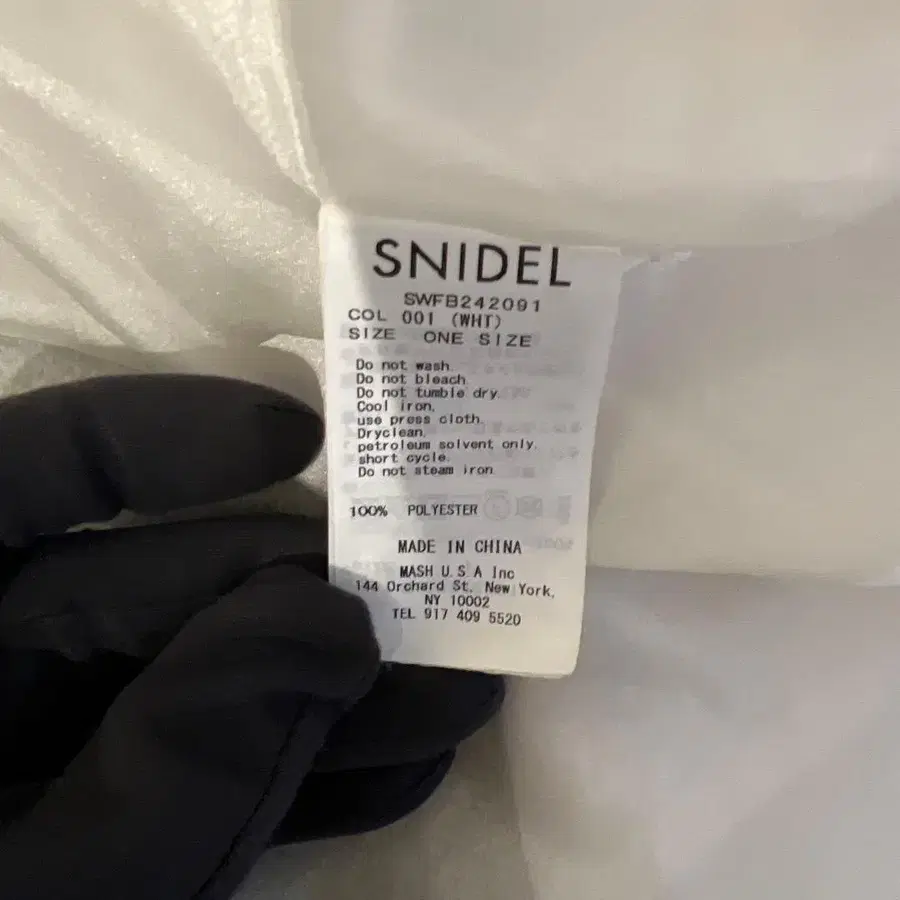 SNIDEL
SWFB242091
COL 001 (WHT)
SIZE ONE SIZE
Do not wash.
Do not bleach
Do not tumble dry.
Cool iron,
use press cloth.
Dryclean,
petroleum solvent only.
short cycle.
Do not steam iron
100% POLYESTER
MADE IN CHINA
MASH U.S.A Inc
144 Orchard St, New York,
NY 10002
TEL 917 409 5520